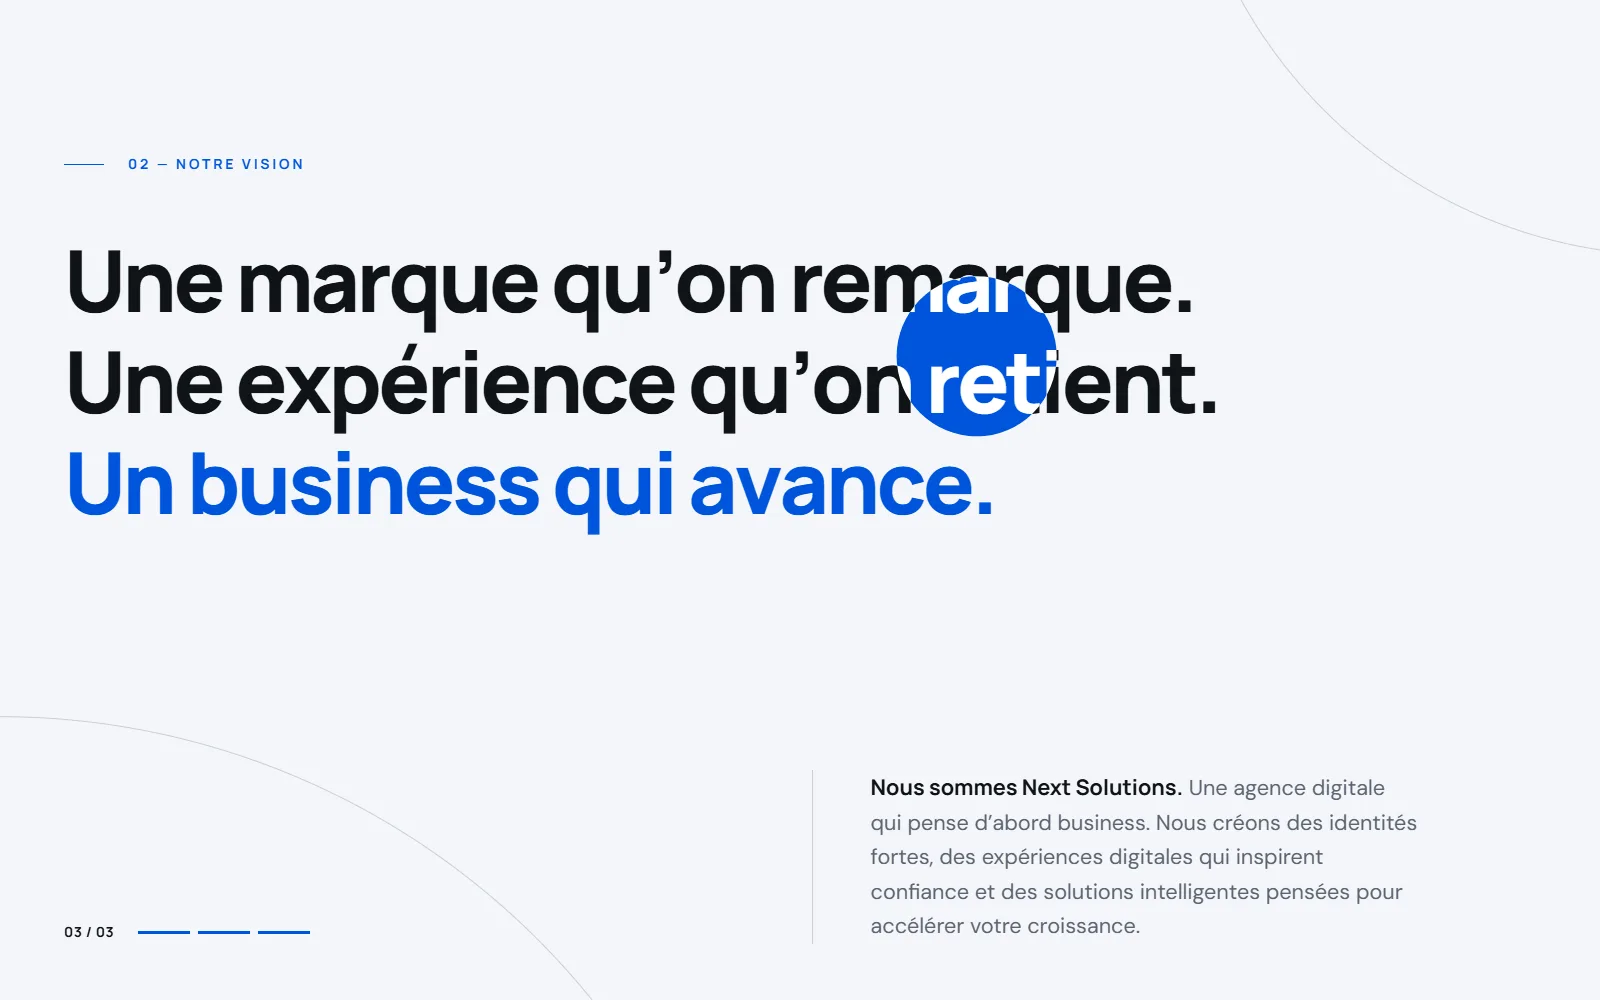 02 — NOTRE VISION
Une marque qu’on remarque.
Une expérience qu’on retient.
Un business qui avance.
Nous sommes Next Solutions. Une agence digitale
qui pense d’abord business. Nous créons des identités
fortes, des expériences digitales qui inspirent
confiance et des solutions intelligentes pensées pour
accélérer votre croissance.
03 / 03